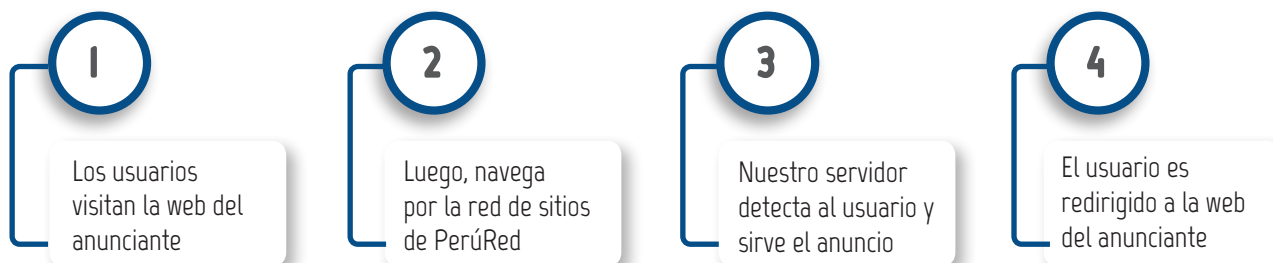 1
Los usuarios
visitan la web del
anunciante
2
Luego, navega
por la red de sitios
de PerúRed
3
Nuestro servidor
detecta al usuario y
sirve el anuncio
4
El usuario es
redirigido a la web
del anunciante